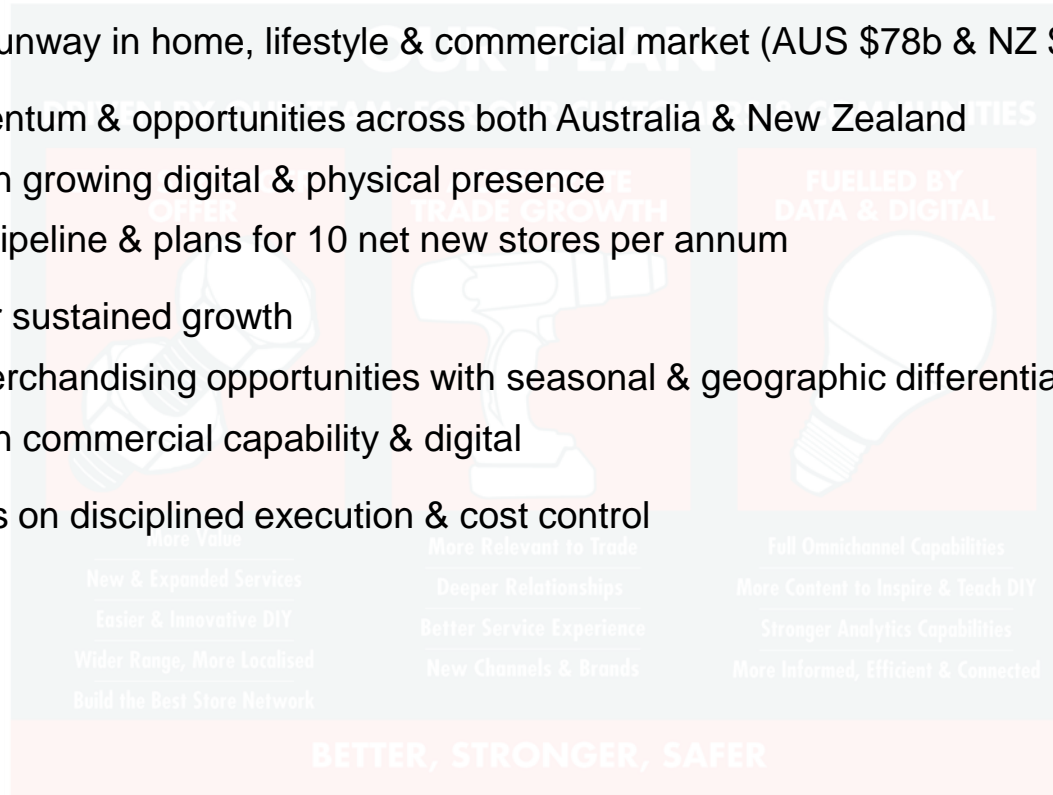 unway in home, lifestyle & commercial market (AUS $78b & NZ $
OUR PLAN
entum & opportunities across both Australia & New Zealand
n growing digital & physical presence
OFFER
TRADE GROWTH
FUELLED BY
DATA & DIGITAL
ipeline & plans for 10 net new stores per annum
r sustained growth
erchandising opportunities with seasonal & geographic differentia
n commercial capability & digital
s on disciplined execution & cost control
More Value
New & Expanded Services
Easier & Innovative DIY
Wider Range, More Localised
Build the Best Store Network
More Relevant to Trade
Deeper Relationships
Better Service Experience
New Channels & Brands
Full Omnichannel Capabilities
More Content to Inspire & Teach DIY
Stronger Analytics Capabilities
More Informed, Efficient & Connected
BETTER, STRONGER, SAFER